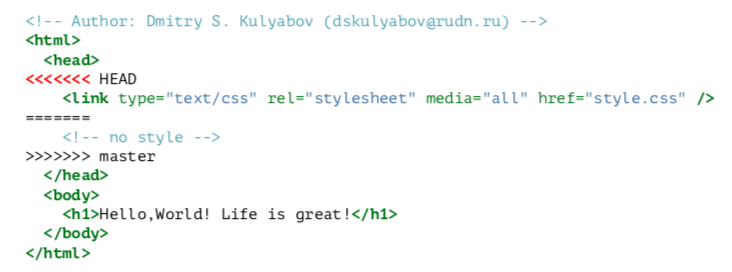 <!-- Author: Dmitry S. Kulyabov (dskulyabov@rudn.ru) -->
<html>
  <head>
<<<<<<< HEAD
    <link type="text/css" rel="stylesheet" media="all" href="style.css" />
=======
    <!-- no style -->
>>>>>>> master
  </head>
  <body>
    <h1>Hello,World! Life is great!</h1>
  </body>
</html>